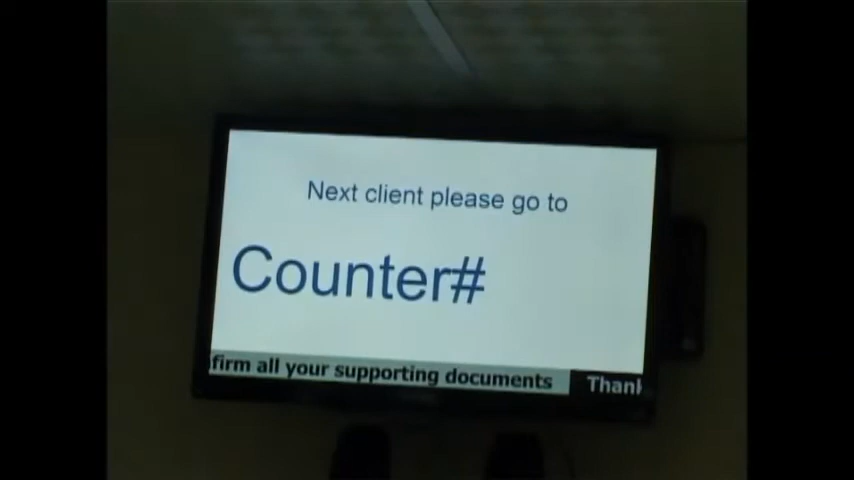 Next client please go to
Counter#
firm all your supporting documents
Thank